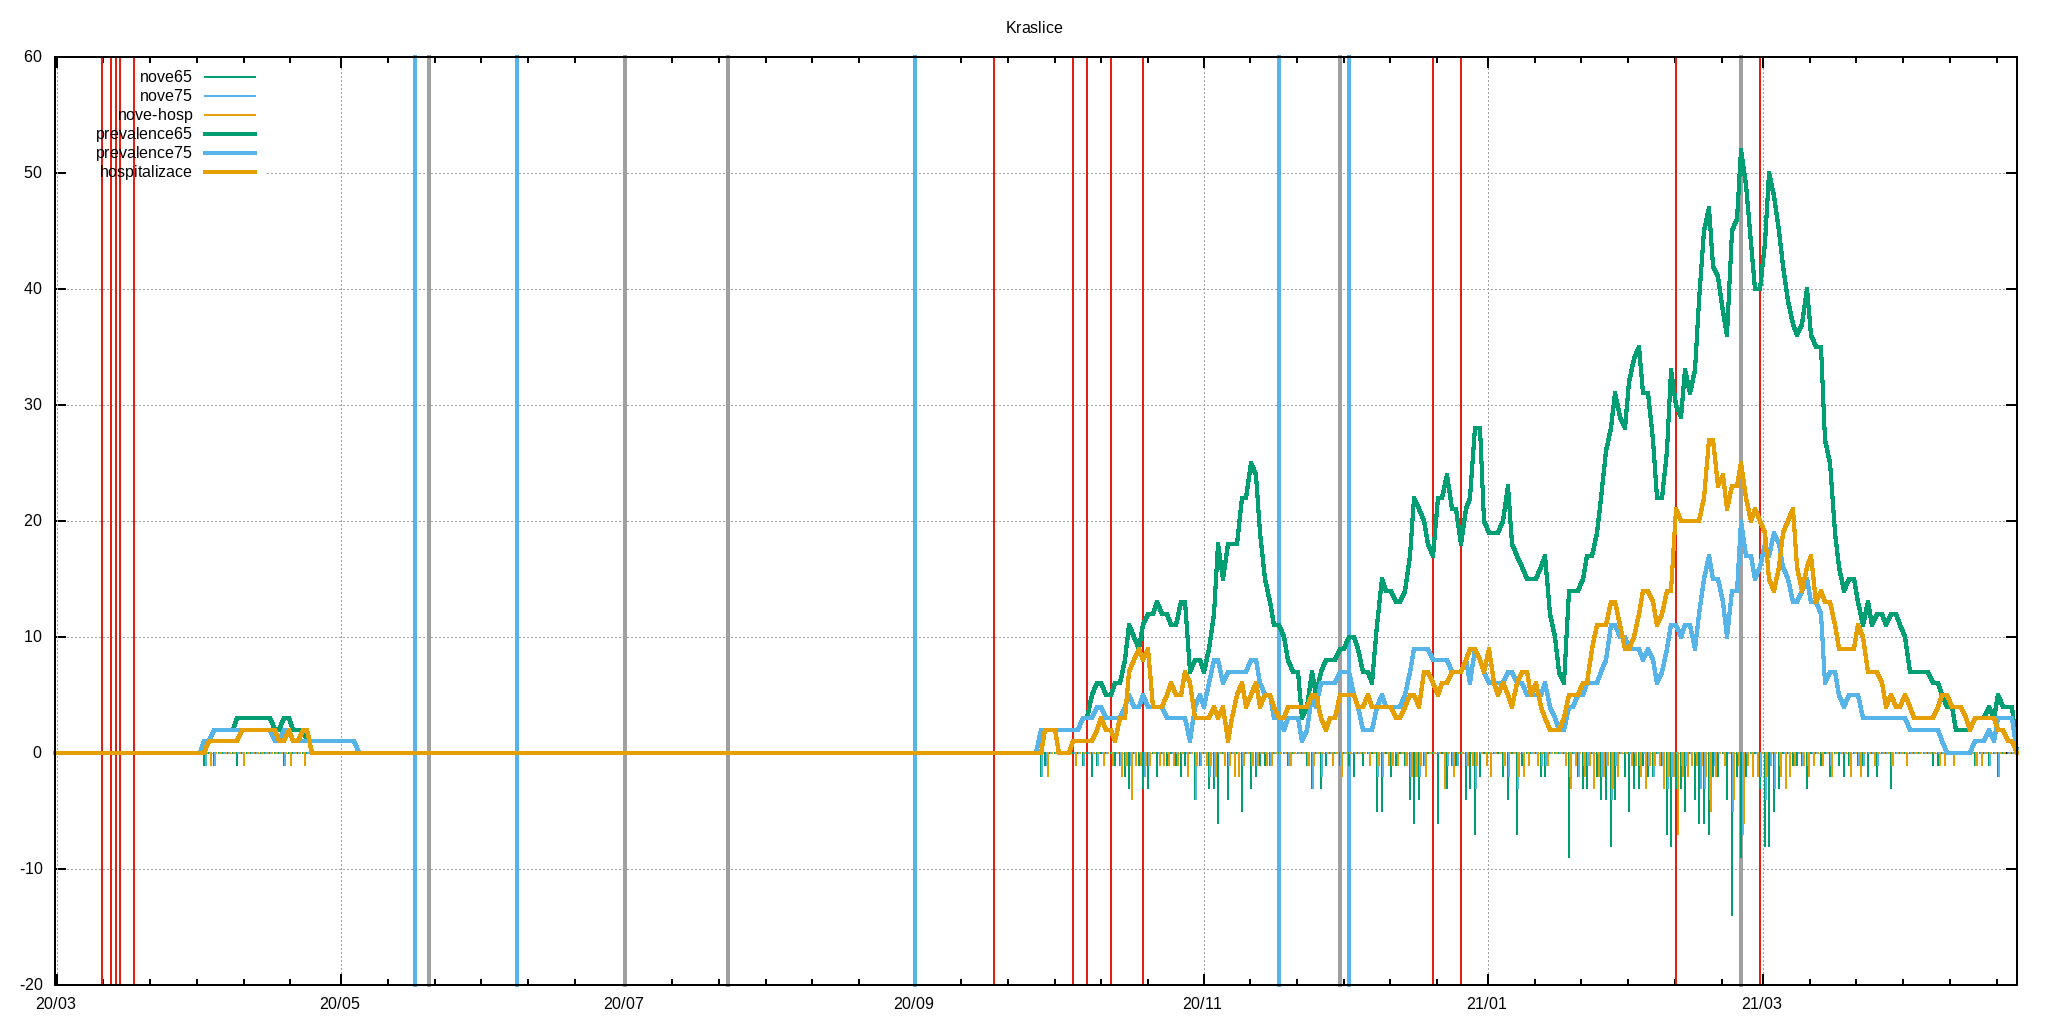 Kraslice
60
nove65
nove75
nove-hosp
prevalence65
prevalence75
hospitalizace
50
40
30
20
10
0
-10
-20
20/03 20/05 20/07 20/09 20/11 21/01 21/03